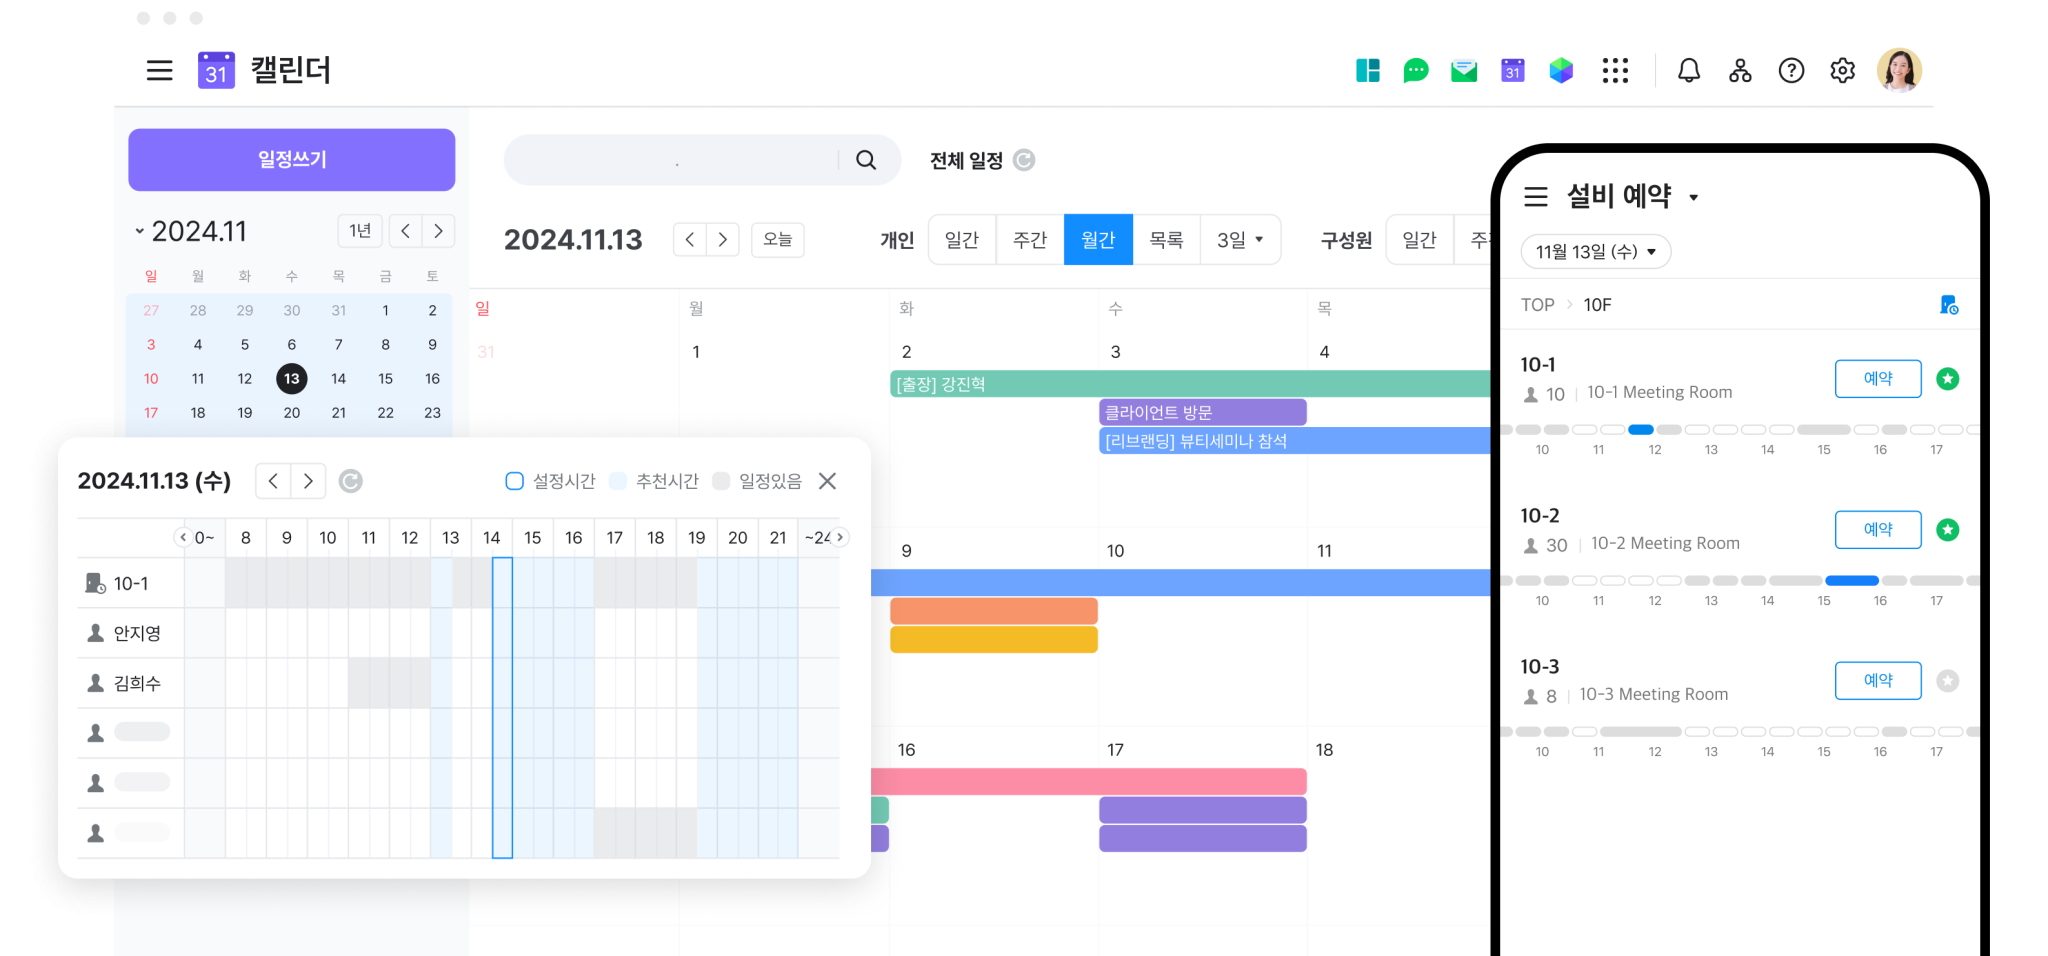 31 캘린더
31
일정쓰기
전체 일정
2024.11 1년
2024.11.13 오늘 개인 일간 주간 월간 목록 3일 구성원 일간
일 월 화 수 목 금 토
27 28 29 30 31 1 2
3 4 5 6 7 8 9
10 11 12 13 14 15 16
17 18 19 20 21 22 23
일 월 화 수 목
31 1 2 3 4
[출장] 강진혁
클라이언트 방문
[리브랜딩] 뷰티세미나 참석
9 10 11
16 17 18
2024.11.13 (수) 설정시간 추천시간 일정있음
0~ 8 9 10 11 12 13 14 15 16 17 18 19 20 21 ~24
10-1
안지영
김희수
설비 예약
11월 13일 (수)
TOP > 10F
10-1
10 | 10-1 Meeting Room 예약
10 11 12 13 14 15 16 17
10-2
30 | 10-2 Meeting Room 예약
10 11 12 13 14 15 16 17
10-3
8 | 10-3 Meeting Room 예약
10 11 12 13 14 15 16 17